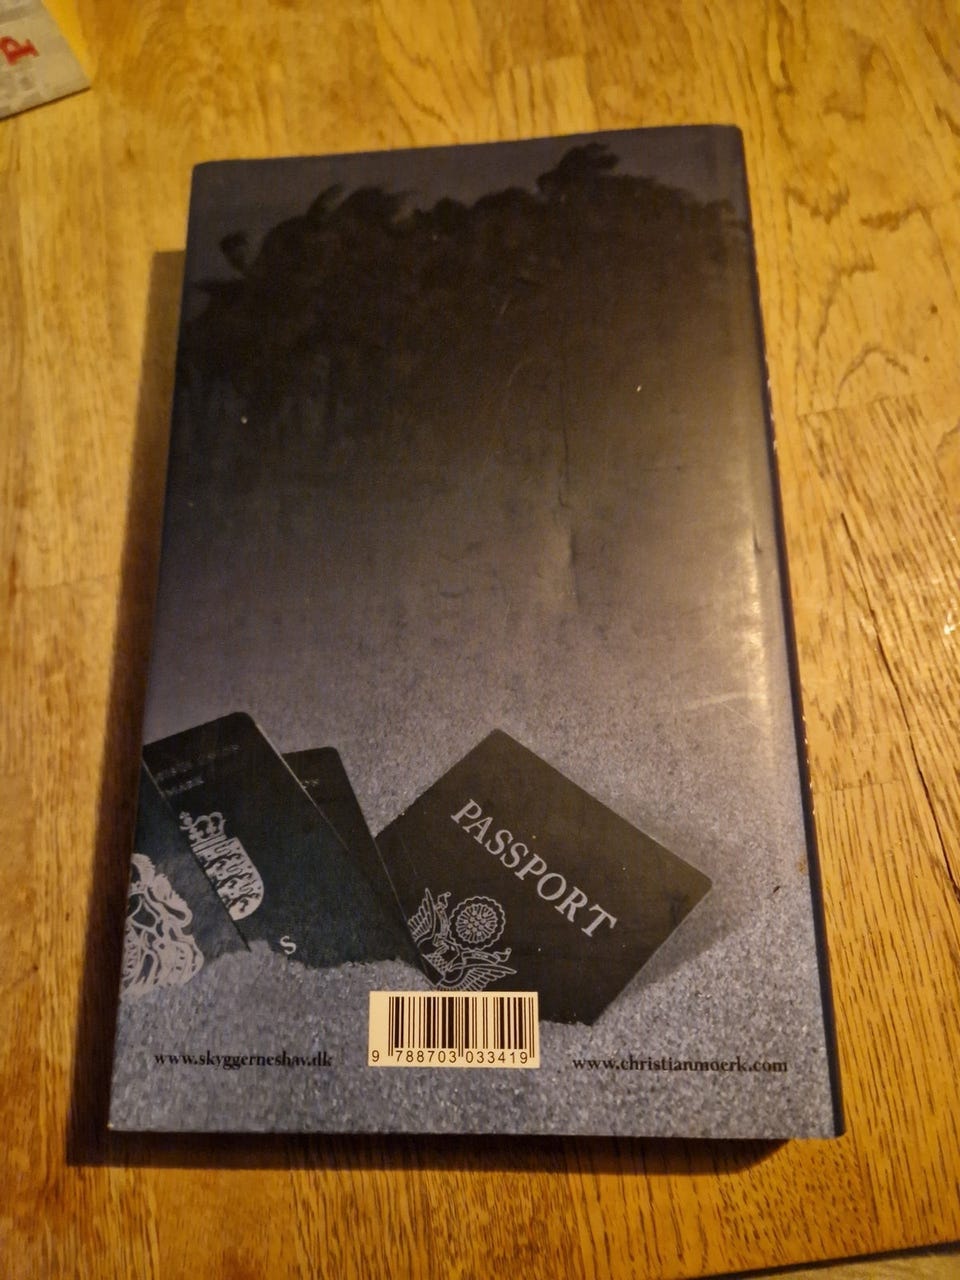 P
PASSPORT
S
9 788703 033419
www.skyggerneshav.dk
www.christianmoerk.com